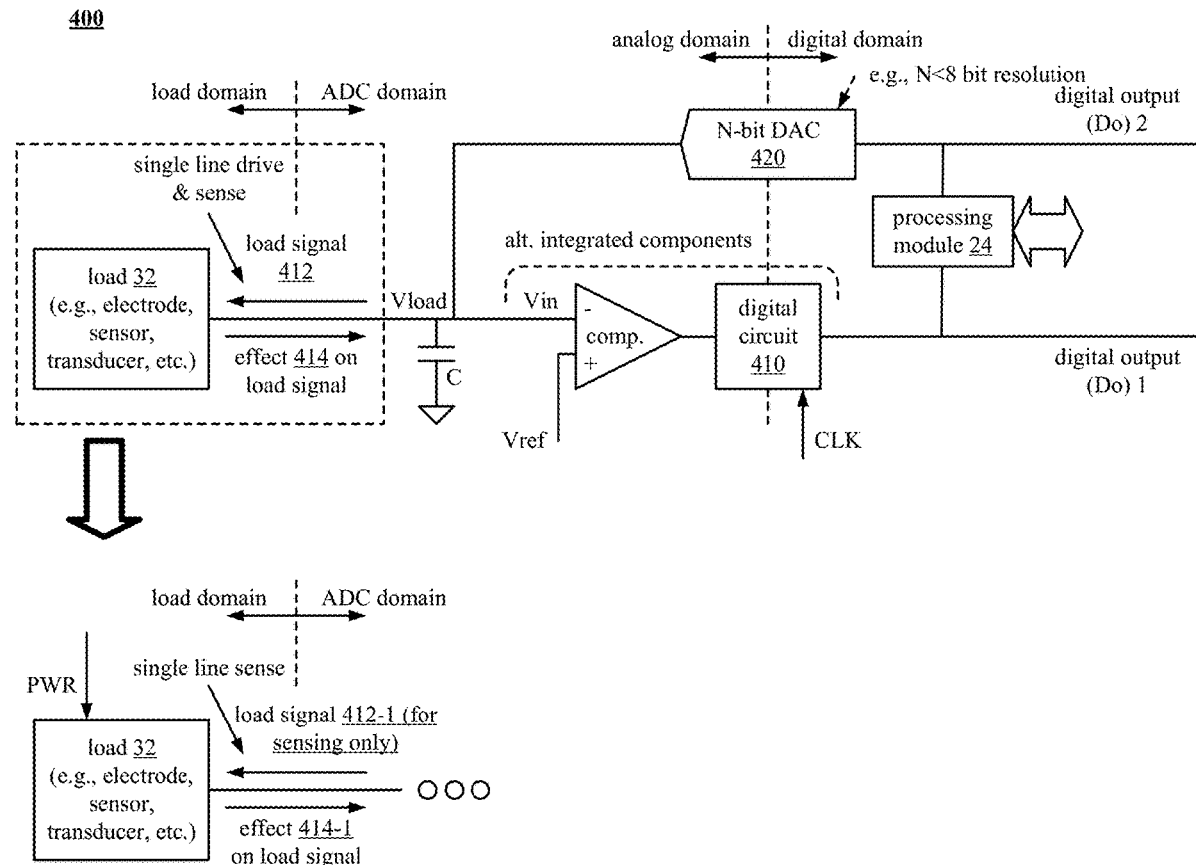 400
analog domain
digital domain
e.g., N<8 bit resolution
load domain
ADC domain
digital output
(Do) 2
N-bit DAC
420
single line drive
& sense
processing
module 24
load signal
412
alt. integrated components
load 32
(e.g., electrode,
sensor,
transducer, etc.)
Vload
Vin
-
comp.
+
digital
circuit
410
effect 414 on
load signal
C
digital output
(Do) 1
Vref
CLK
load domain
ADC domain
single line sense
PWR
load signal 412-1 (for
sensing only)
load 32
(e.g., electrode,
sensor,
transducer, etc.)
effect 414-1
on load signal